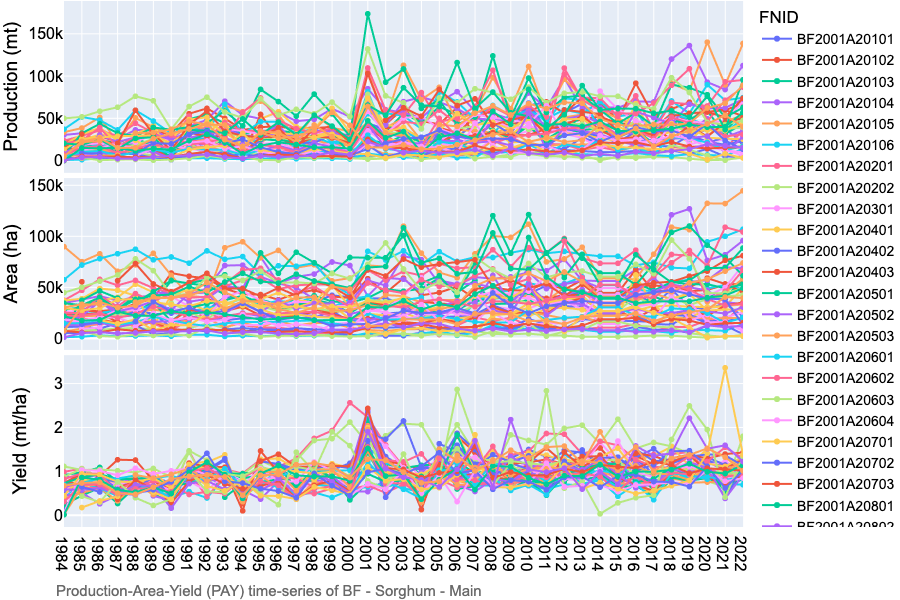 FNID
Production (mt)
150k
100k
50k
0
Area (ha)
150k
100k
50k
0
Yield (mt/ha)
3
2
1
0
1984 1985 1986 1987 1988 1989 1990 1991 1992 1993 1994 1995 1996 1997 1998 1999 2000 2001 2002 2003 2004 2005 2006 2007 2008 2009 2010 2011 2012 2013 2014 2015 2016 2017 2018 2019 2020 2021 2022
BF2001A20101
BF2001A20102
BF2001A20103
BF2001A20104
BF2001A20105
BF2001A20106
BF2001A20201
BF2001A20202
BF2001A20301
BF2001A20401
BF2001A20402
BF2001A20403
BF2001A20501
BF2001A20502
BF2001A20503
BF2001A20601
BF2001A20602
BF2001A20603
BF2001A20604
BF2001A20701
BF2001A20702
BF2001A20703
BF2001A20801
BF2001A20802
Production-Area-Yield (PAY) time-series of BF - Sorghum - Main